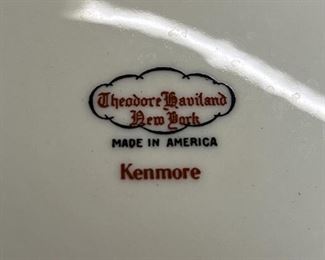 Theodore Haviland
New York
MADE IN AMERICA
Kenmore